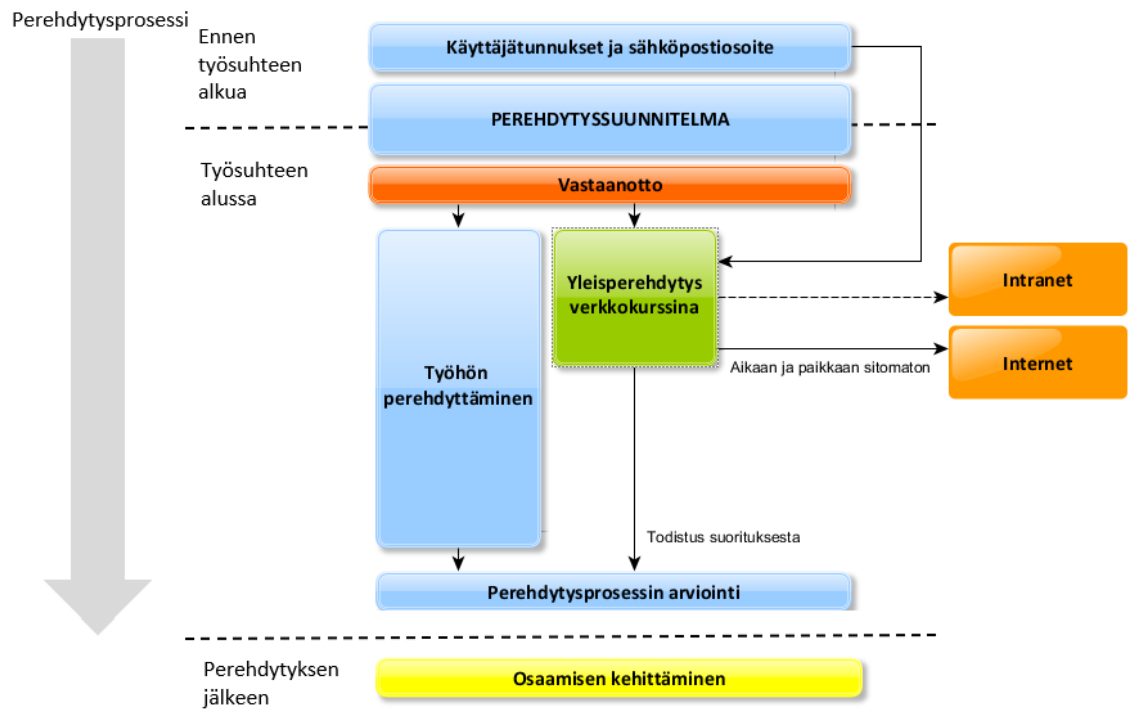 Perehdytysprosessi
Ennen
työsuhteen
alkua
Käyttäjätunnukset ja sähköpostiosoite
PEREHDYTYSSUUNNITELMA
Työsuhteen
alussa
Vastaanotto
Yleisperehdytys
verkkokurssina
Intranet
Internet
Aikaan ja paikkaan sitomaton
Työhön
perehdyttäminen
Todistus suorituksesta
Perehdytysprosessin arviointi
Perehdytyksen
jälkeen
Osaamisen kehittäminen